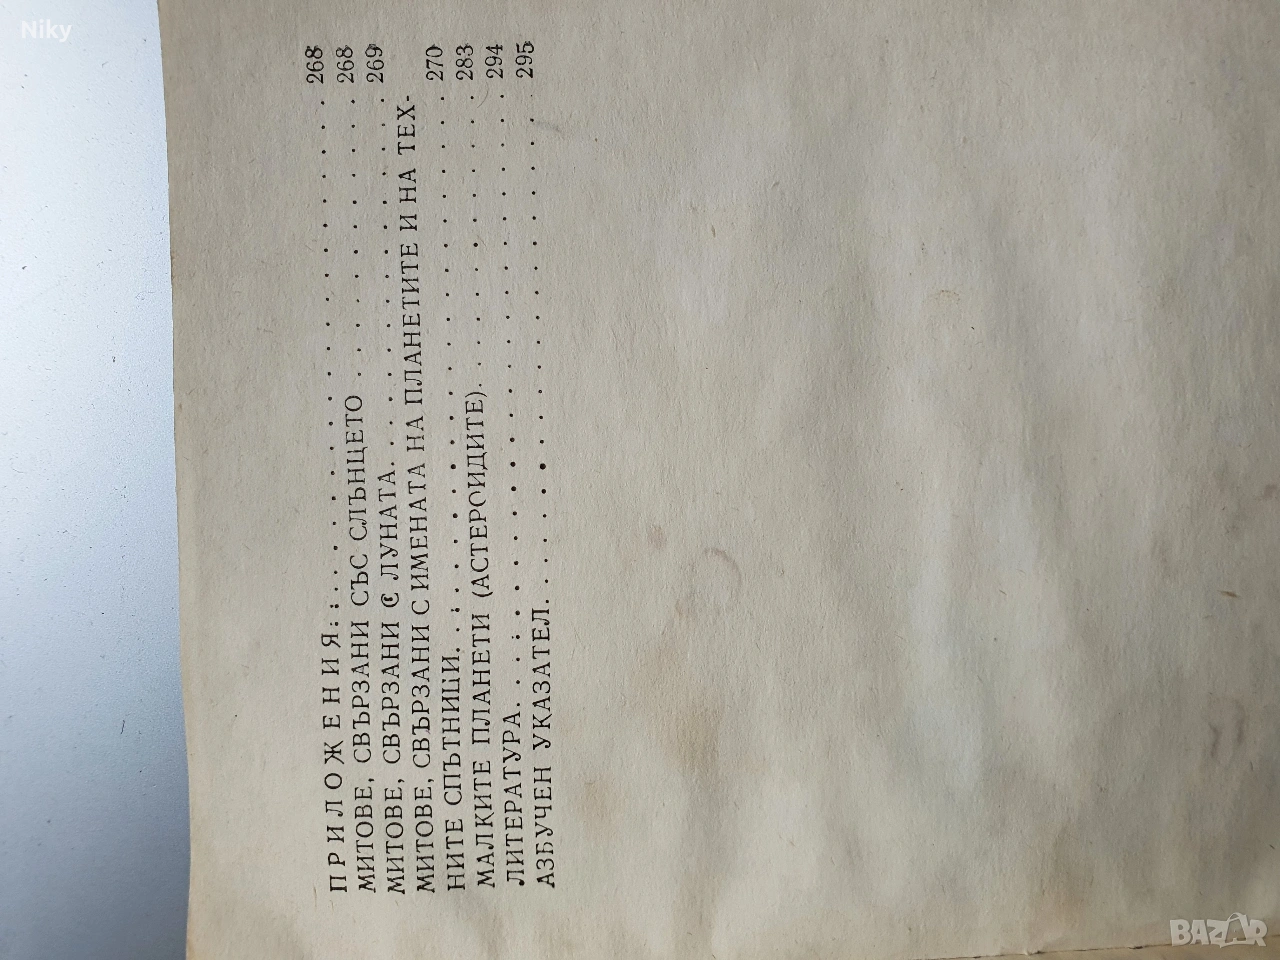 Niky
ПРИЛОЖЕНИЯ . . . . . . . . . . . . . . . . . . 268
МИТОВЕ, СВЪРЗАНИ СЪС СЛЪНЦЕТО . . . . . . . . . . 268
МИТОВЕ, СВЪРЗАНИ С ЛУНАТА . . . . . . . . . . . . 269
МИТОВЕ, СВЪРЗАНИ С ИМЕНАТА НА ПЛАНЕТИТЕ И НА ТЕХ-
НИТЕ СПЪТНИЦИ . . . . . . . . . . . . . . . . . . 270
МАЛКИТЕ ПЛАНЕТИ (АСТЕРОИДИТЕ) . . . . . . . . . . 283
ЛИТЕРАТУРА . . . . . . . . . . . . . . . . . . . 294
АЗБУЧЕН УКАЗАТЕЛ . . . . . . . . . . . . . . . . 295
BAZAR